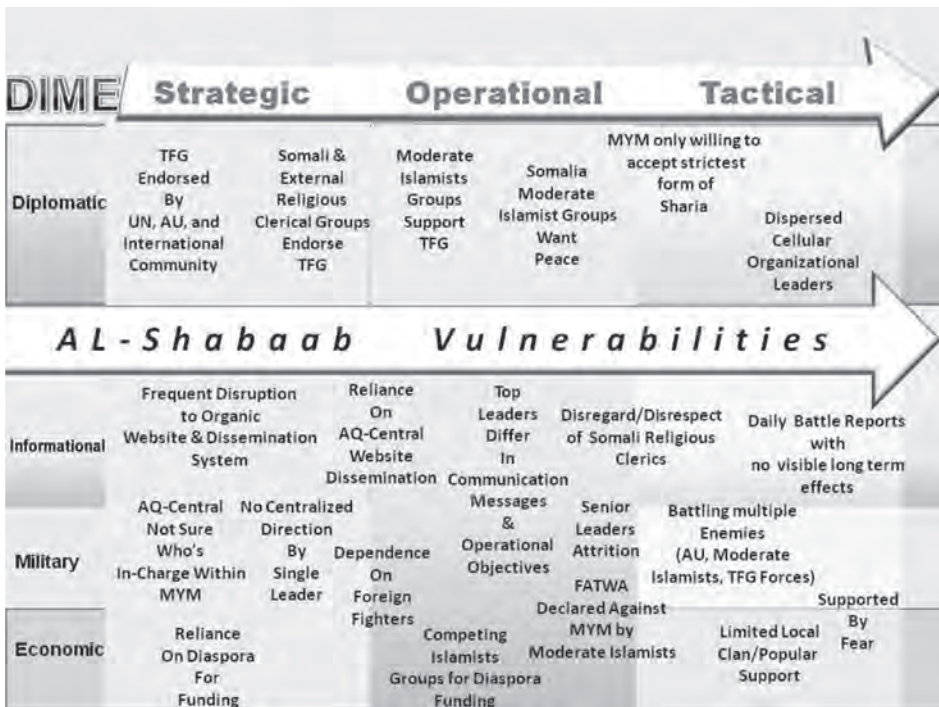 DIME
Strategic
Operational
Tactical
Diplomatic
TFG
Endorsed
By
UN, AU, and
International
Community
Somali &
External
Religious
Clerical Groups
Endorse
TFG
Moderate
Islamists
Groups
Support
TFG
Somalia
Moderate
Islamist Groups
Want
Peace
MYM only willing to
accept strictest
form of
Sharia
Dispersed
Cellular
Organizational
Leaders
AL-Shabaab Vulnerabilities
Informational
Frequent Disruption
to Organic
Website & Dissemination
System
Reliance
On
AQ-Central
Website
Dissemination
Top
Leaders
Differ
In
Communication
Messages
&
Operational
Objectives
Disregard/Disrespect
of Somali Religious
Clerics
Daily Battle Reports
with
no visible long term
effects
Military
AQ-Central
Not Sure
Who's
In-Charge Within
MYM
No Centralized
Direction
By
Single
Leader
Dependence
On
Foreign
Fighters
Senior
Leaders
Attrition
FATWA
Declared Against
MYM by
Moderate Islamists
Battling multiple
Enemies
(AU, Moderate
Islamists, TFG Forces)
Supported
By
Fear
Economic
Reliance
On Diaspora
For
Funding
Competing
Islamists
Groups for Diaspora
Funding
Limited Local
Clan/Popular
Support